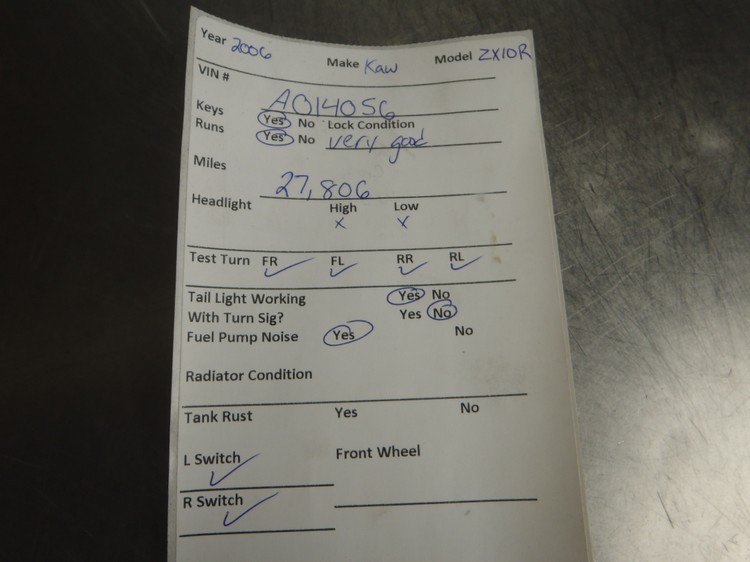 Year 2006 Make Kaw Model ZX10R
VIN # A014056
Keys Yes No Lock Condition
Runs Yes No very good
Miles 27,806
Headlight High Low
x x
Test Turn FR ✓ FL ✓ RR ✓ RL ✓
Tail Light Working Yes No
With Turn Sig? Yes No
Fuel Pump Noise Yes No
Radiator Condition
Tank Rust Yes No
L Switch ✓ Front Wheel
R Switch ✓